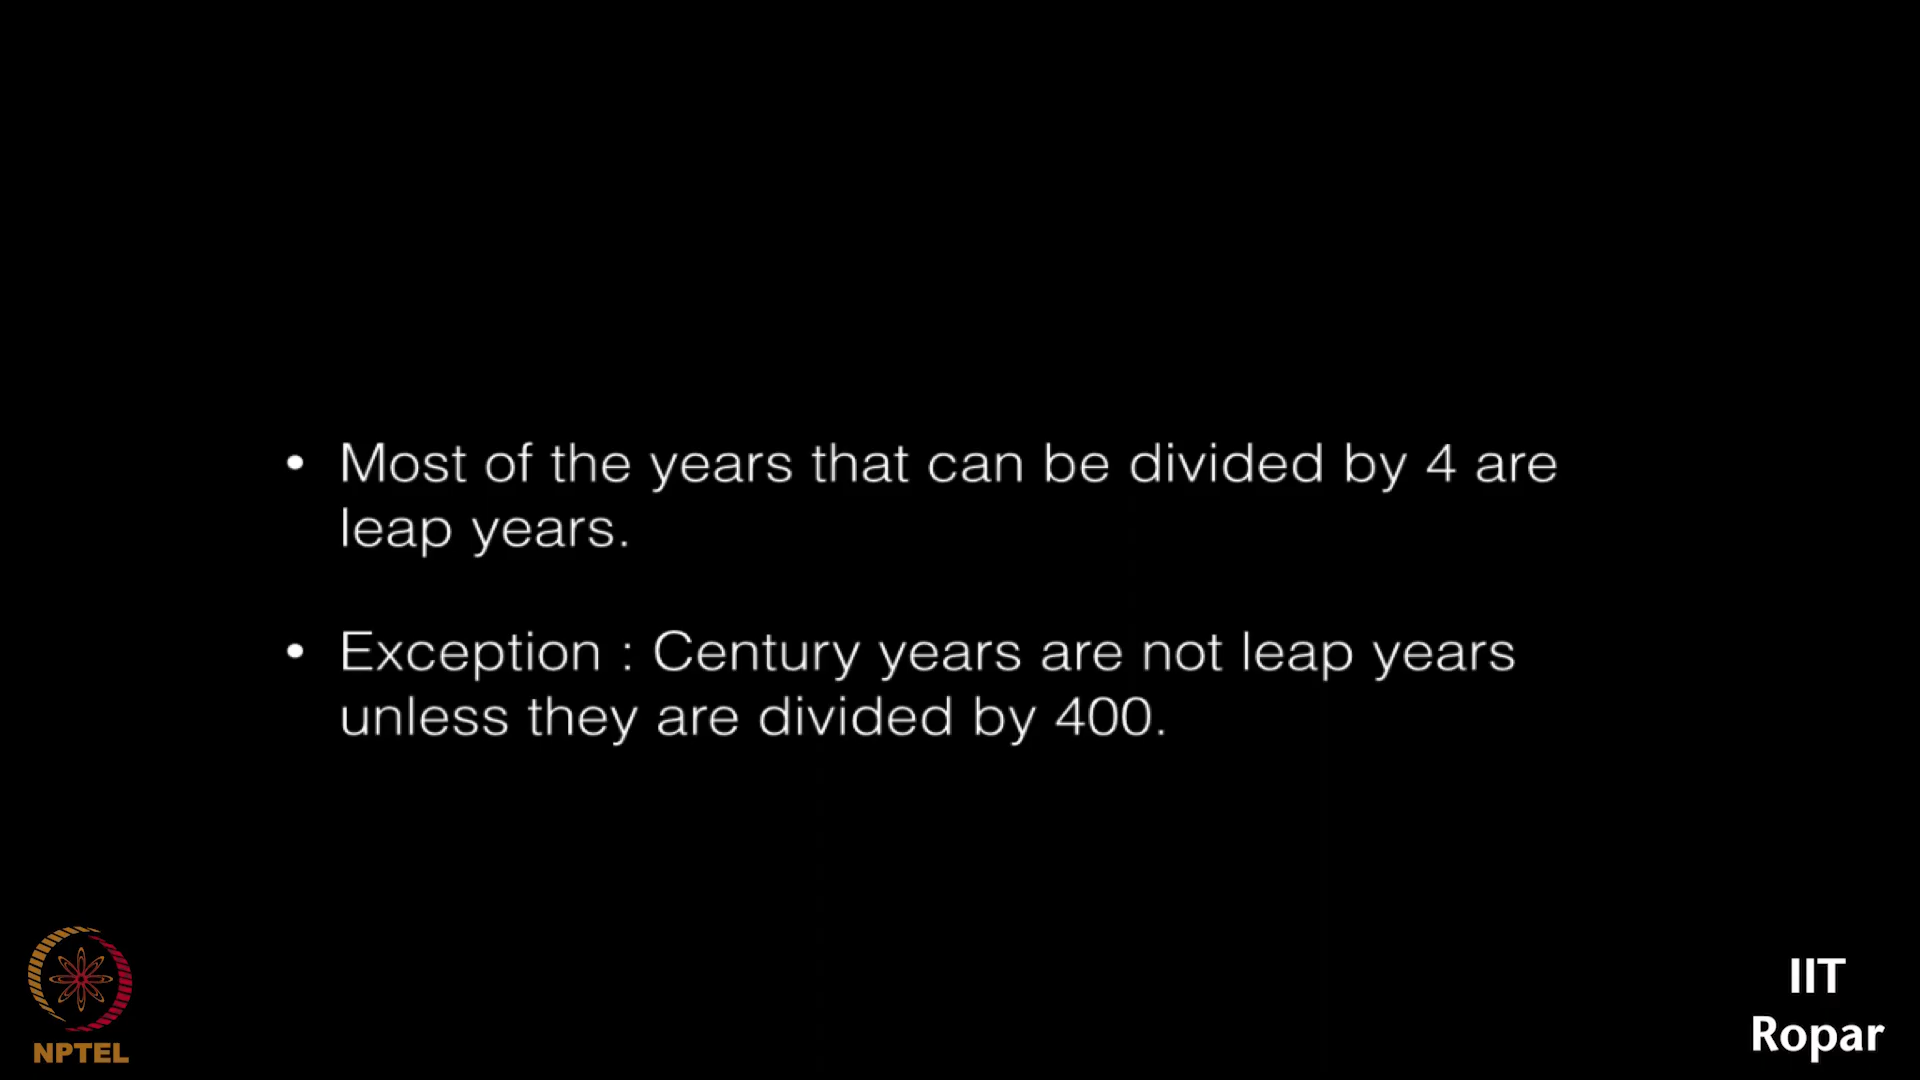 • Most of the years that can be divided by 4 are
leap years.
• Exception : Century years are not leap years
unless they are divided by 400.
NPTEL
IIT
Ropar